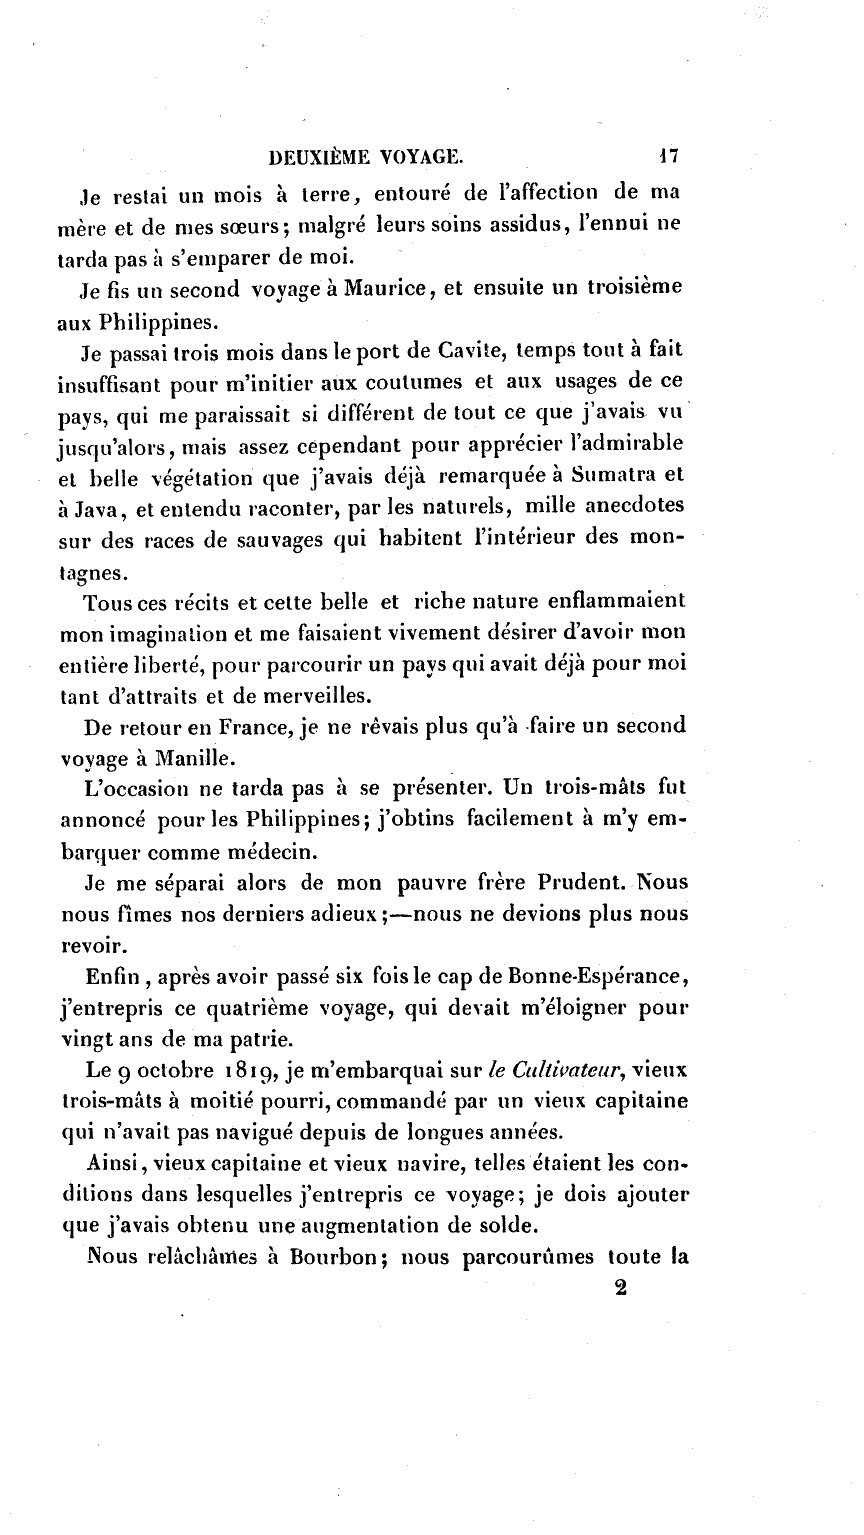 DEUXIÈME VOYAGE. 17
Je restai un mois à terre, entouré de l'affection de ma
mère et de mes sœurs; malgré leurs soins assidus, l'ennui ne
tarda pas à s'emparer de moi.
Je fis un second voyage à Maurice, et ensuite un troisième
aux Philippines.
Je passai trois mois dans le port de Cavite, temps tout à fait
insuffisant pour m'initier aux coutumes et aux usages de ce
pays, qui me paraissait si différent de tout ce que j'avais vu
jusqu'alors, mais assez cependant pour apprécier l'admirable
et belle végétation que j'avais déjà remarquée à Sumatra et
à Java, et entendu raconter, par les naturels, mille anecdotes
sur des races de sauvages qui habitent l'intérieur des mon-
tagnes.
Tous ces récits et cette belle et riche nature enflammaient
mon imagination et me faisaient vivement désirer d'avoir mon
entière liberté, pour parcourir un pays qui avait déjà pour moi
tant d'attraits et de merveilles.
De retour en France, je ne rêvais plus qu'à faire un second
voyage à Manille.
L'occasion ne tarda pas à se présenter. Un trois-mâts fut
annoncé pour les Philippines; j'obtins facilement à m'y em-
barquer comme médecin.
Je me séparai alors de mon pauvre frère Prudent. Nous
nous fîmes nos derniers adieux;—nous ne devions plus nous
revoir.
Enfin, après avoir passé six fois le cap de Bonne-Espérance,
j'entrepris ce quatrième voyage, qui devait m'éloigner pour
vingt ans de ma patrie.
Le 9 octobre 1819, je m'embarquai sur le Cultivateur, vieux
trois-mâts à moitié pourri, commandé par un vieux capitaine
qui n'avait pas navigué depuis de longues années.
Ainsi, vieux capitaine et vieux navire, telles étaient les con-
ditions dans lesquelles j'entrepris ce voyage; je dois ajouter
que j'avais obtenu une augmentation de solde.
Nous relâchâmes à Bourbon; nous parcourûmes toute la
2